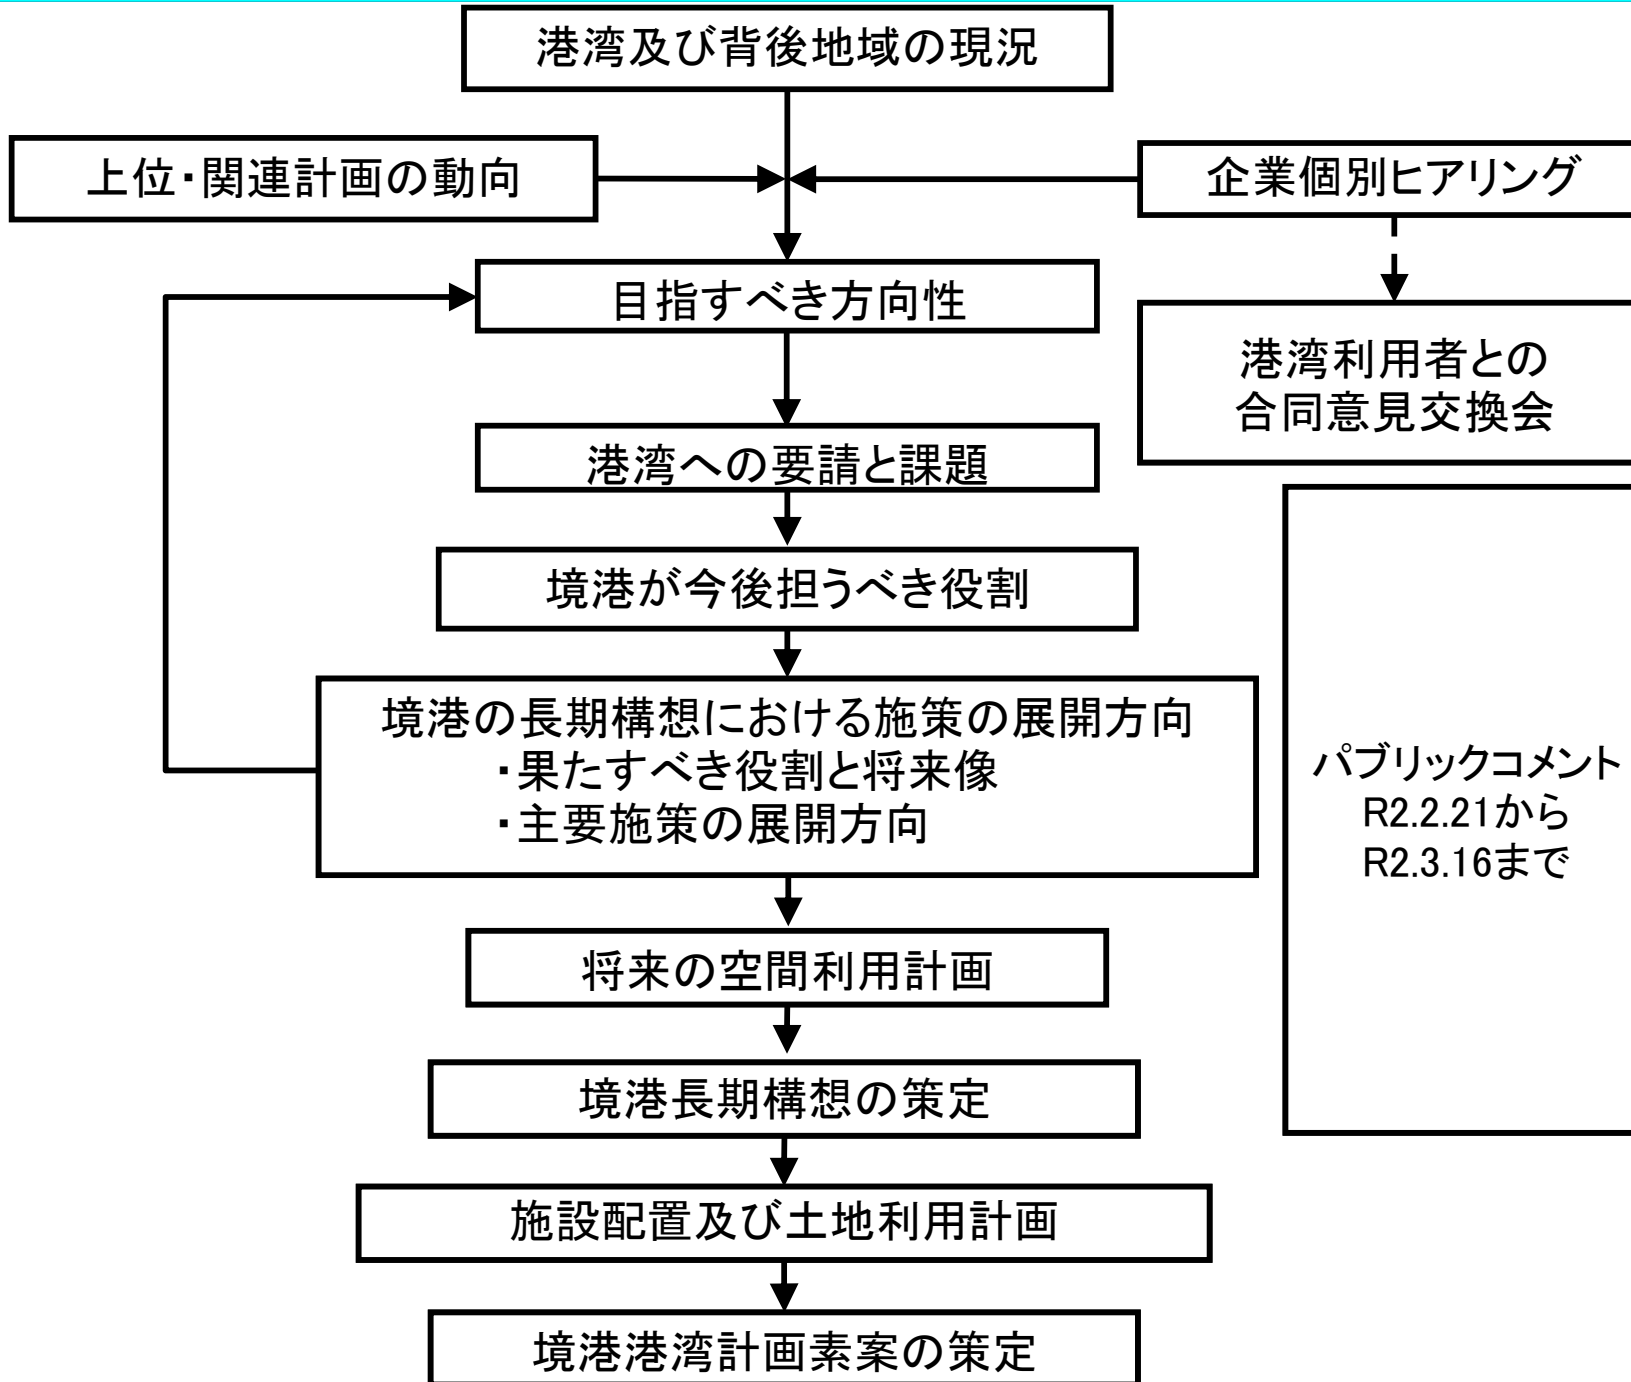 港湾及び背後地域の現況
上位・関連計画の動向
企業個別ヒアリング
目指すべき方向性
港湾利用者との
合同意見交換会
港湾への要請と課題
境港が今後担うべき役割
境港の長期構想における施策の展開方向
・果たすべき役割と将来像
・主要施策の展開方向
パブリックコメント
R2.2.21から
R2.3.16まで
将来の空間利用計画
境港長期構想の策定
施設配置及び土地利用計画
境港港湾計画素案の策定